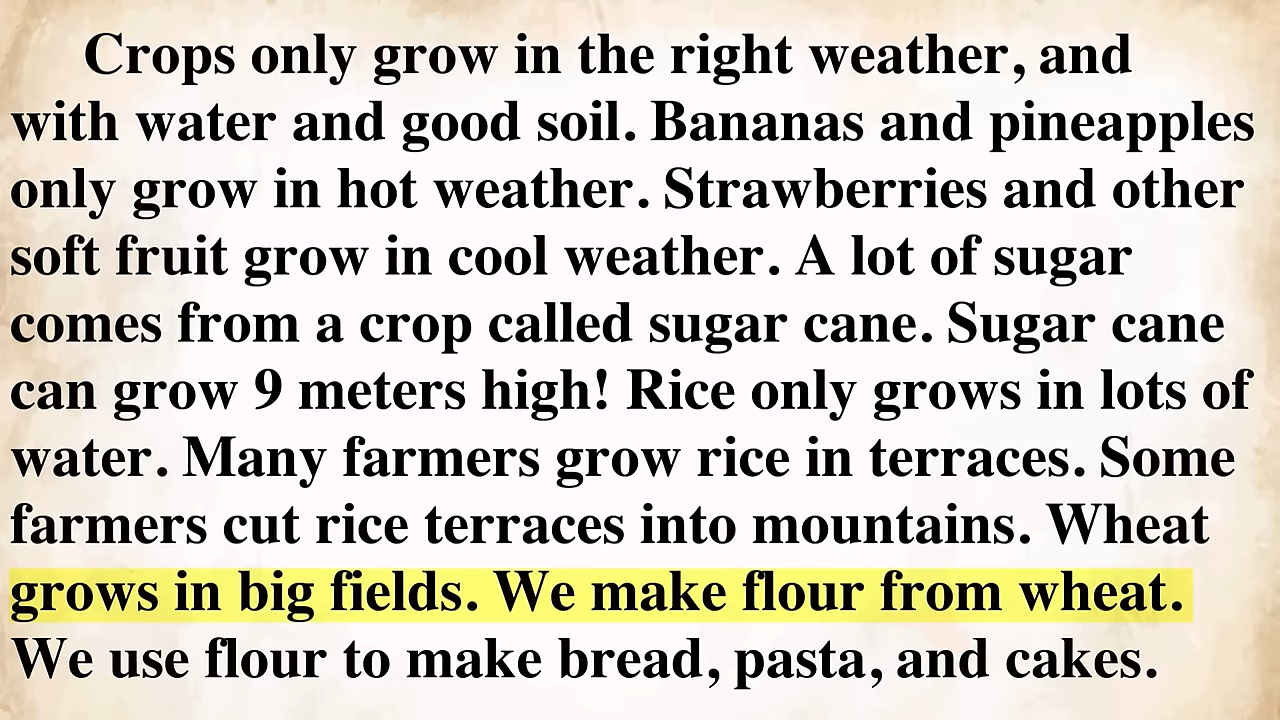 Crops only grow in the right weather, and
with water and good soil. Bananas and pineapples
only grow in hot weather. Strawberries and other
soft fruit grow in cool weather. A lot of sugar
comes from a crop called sugar cane. Sugar cane
can grow 9 meters high! Rice only grows in lots of
water. Many farmers grow rice in terraces. Some
farmers cut rice terraces into mountains. Wheat
grows in big fields. We make flour from wheat.
We use flour to make bread, pasta, and cakes.